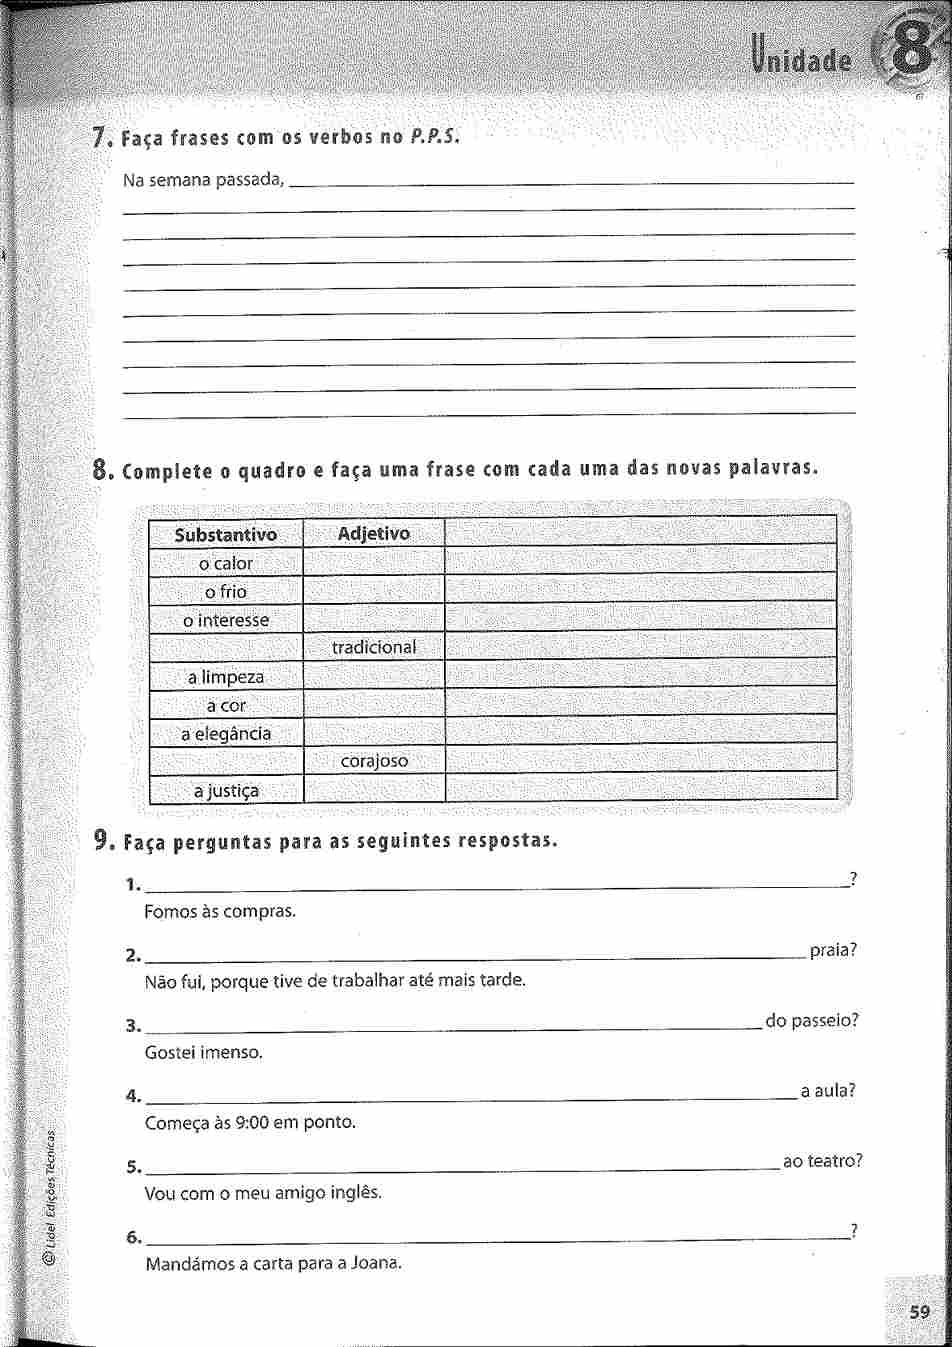 Unidade 8
7. Faça frases com os verbos no P.P.S.
Na semana passada,
8. Complete o quadro e faça uma frase com cada uma das novas palavras.
Substantivo Adjetivo
o calor
o frio
o interesse
tradicional
a limpeza
a cor
a elegância
corajoso
a justiça
9. Faça perguntas para as seguintes respostas.
1. ?
Fomos às compras.
2. praia?
Não fui, porque tive de trabalhar até mais tarde.
3. do passeio?
Gostei imenso.
4. a aula?
Começa às 9:00 em ponto.
5. ao teatro?
Vou com o meu amigo inglês.
6. ?
Mandámos a carta para a Joana.
© Lidel Edições Técnicas
59